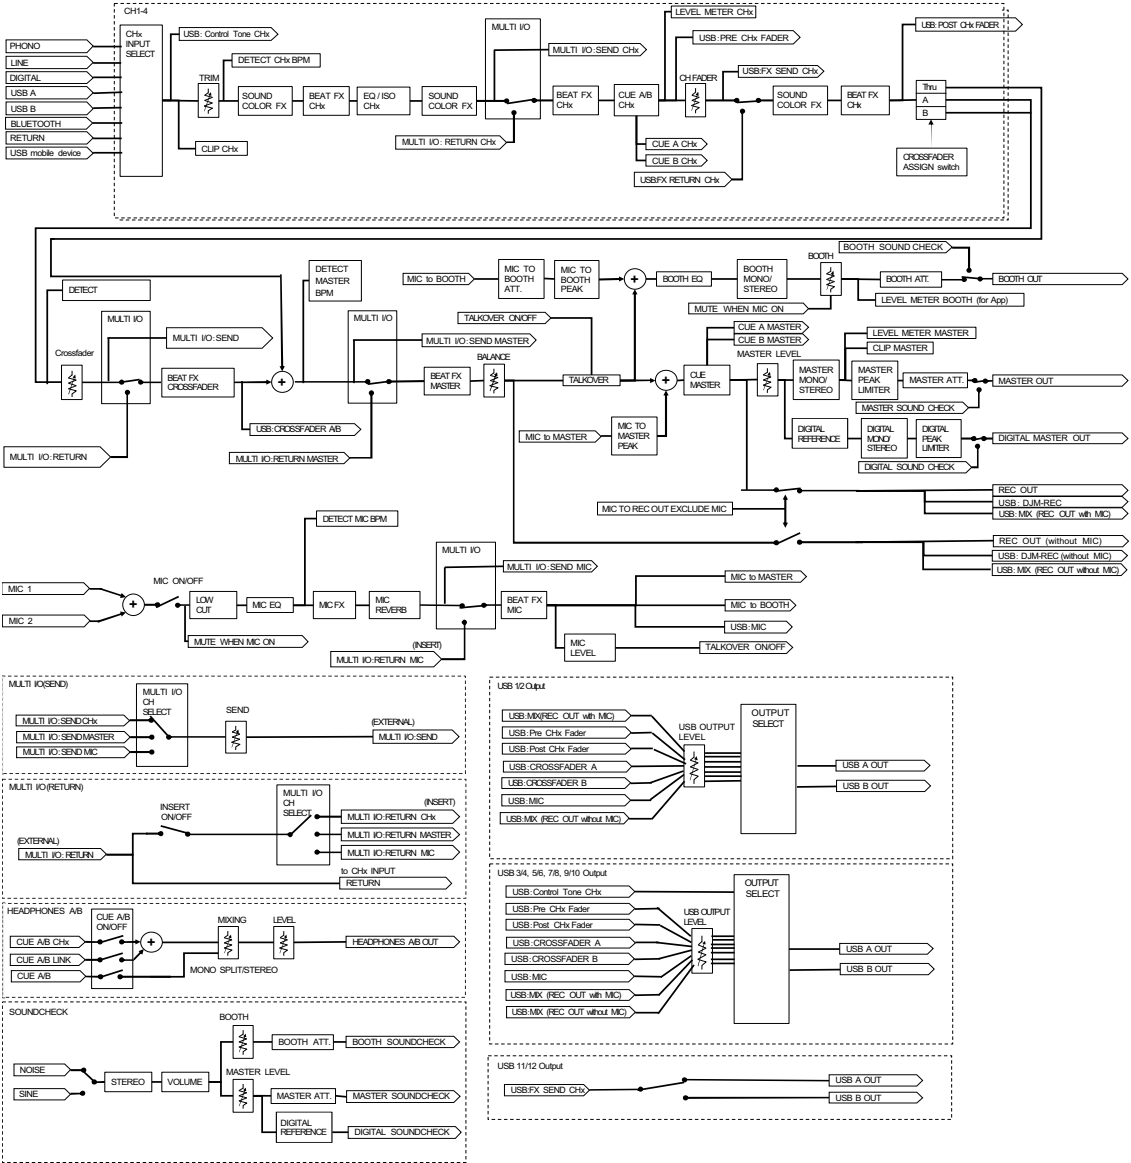 CH1-4
PHONO
LINE
DIGITAL
USB A
USB B
BLUETOOTH
RETURN
USB mobile device
CHx
INPUT
SELECT
USB: Control Tone CHx
DETECT CHx BPM
TRIM
CLIP CHx
SOUND
COLOR FX
BEAT FX
CHx
EQ / ISO
CHx
SOUND
COLOR FX
MULTI I/O
MULTI I/O: SEND CHx
MULTI I/O: RETURN CHx
BEAT FX
CHx
CUE A/B
CHx
LEVEL METER CHx
USB: PRE CHx FADER
CUE A CHx
CUE B CHx
CH FADER
USB:FX SEND CHx
USB:FX RETURN CHx
SOUND
COLOR FX
BEAT FX
CHx
USB: POST CHx FADER
Thru
A
B
CROSSFADER
ASSIGN switch
DETECT
Crossfader
MULTI I/O
MULTI I/O: SEND
MULTI I/O: RETURN
BEAT FX
CROSSFADER
USB:CROSSFADER A/B
DETECT
MASTER
BPM
MULTI I/O
MULTI I/O: SEND MASTER
MULTI I/O:RETURN MASTER
BEAT FX
MASTER
BALANCE
MIC to BOOTH
MIC TO
BOOTH
ATT.
MIC TO
BOOTH
PEAK
+
BOOTH EQ
BOOTH
MONO/
STEREO
BOOTH
MUTE WHEN MIC ON
BOOTH SOUND CHECK
BOOTH ATT.
BOOTH OUT
LEVEL METER BOOTH (for App)
TALKOVER ON/OFF
TALKOVER
+
+
CUE
MASTER
CUE A MASTER
CUE B MASTER
MASTER LEVEL
MASTER
MONO/
STEREO
LEVEL METER MASTER
CLIP MASTER
MASTER
PEAK
LIMITER
MASTER ATT.
MASTER OUT
MASTER SOUND CHECK
MIC to MASTER
MIC TO
MASTER
PEAK
DIGITAL
REFERENCE
DIGITAL
MONO/
STEREO
DIGITAL
PEAK
LIMITER
DIGITAL MASTER OUT
DIGITAL SOUND CHECK
MIC TO REC OUT EXCLUDE MIC
REC OUT
USB: DJM-REC
USB: MIX (REC OUT with MIC)
REC OUT (without MIC)
USB: DJM-REC (without MIC)
USB: MIX (REC OUT without MIC)
MIC 1
MIC 2
+
MIC ON/OFF
MUTE WHEN MIC ON
LOW
CUT
MIC EQ
DETECT MIC BPM
MIC FX
MIC
REVERB
MULTI I/O
MULTI I/O: SEND MIC
(INSERT)
MULTI I/O: RETURN MIC
BEAT FX
MIC
MIC to MASTER
MIC to BOOTH
USB:MIC
MIC
LEVEL
TALKOVER ON/OFF
MULTI I/O(SEND)
MULTI I/O:SENDCHx
MULTI I/O:SENDMASTER
MULTI I/O:SEND MIC
MULTI I/O
CH
SELECT
SEND
(EXTERNAL)
MULTI I/O:SEND
MULTI I/O(RETURN)
(EXTERNAL)
MULTI I/O: RETURN
INSERT
ON/OFF
MULTI I/O
CH
SELECT
(INSERT)
MULTI I/O:RETURN CHx
MULTI I/O:RETURN MASTER
MULTI I/O:RETURN MIC
to CHx INPUT
RETURN
HEADPHONES A/B
CUE A/B CHx
CUE A/B LINK
CUE A/B
CUE A/B
ON/OFF
+
MIXING
LEVEL
MONO SPLIT/STEREO
HEADPHONES A/B OUT
SOUNDCHECK
NOISE
SINE
STEREO
VOLUME
BOOTH
BOOTH ATT.
BOOTH SOUNDCHECK
MASTER LEVEL
MASTER ATT.
MASTER SOUNDCHECK
DIGITAL
REFERENCE
DIGITAL SOUNDCHECK
USB 1/2 Output
USB:MIX(REC OUT with MIC)
USB:Pre CHx Fader
USB:Post CHx Fader
USB:CROSSFADER A
USB:CROSSFADER B
USB:MIC
USB:MIX (REC OUT without MIC)
USB OUTPUT
LEVEL
OUTPUT
SELECT
USB A OUT
USB B OUT
USB 3/4, 5/6, 7/8, 9/10 Output
USB:Control Tone CHx
USB:Pre CHx Fader
USB:Post CHx Fader
USB:CROSSFADER A
USB:CROSSFADER B
USB:MIC
USB:MIX (REC OUT with MIC)
USB:MIX (REC OUT without MIC)
USB OUTPUT
LEVEL
OUTPUT
SELECT
USB A OUT
USB B OUT
USB 11/12 Output
USB:FX SEND CHx
USB A OUT
USB B OUT